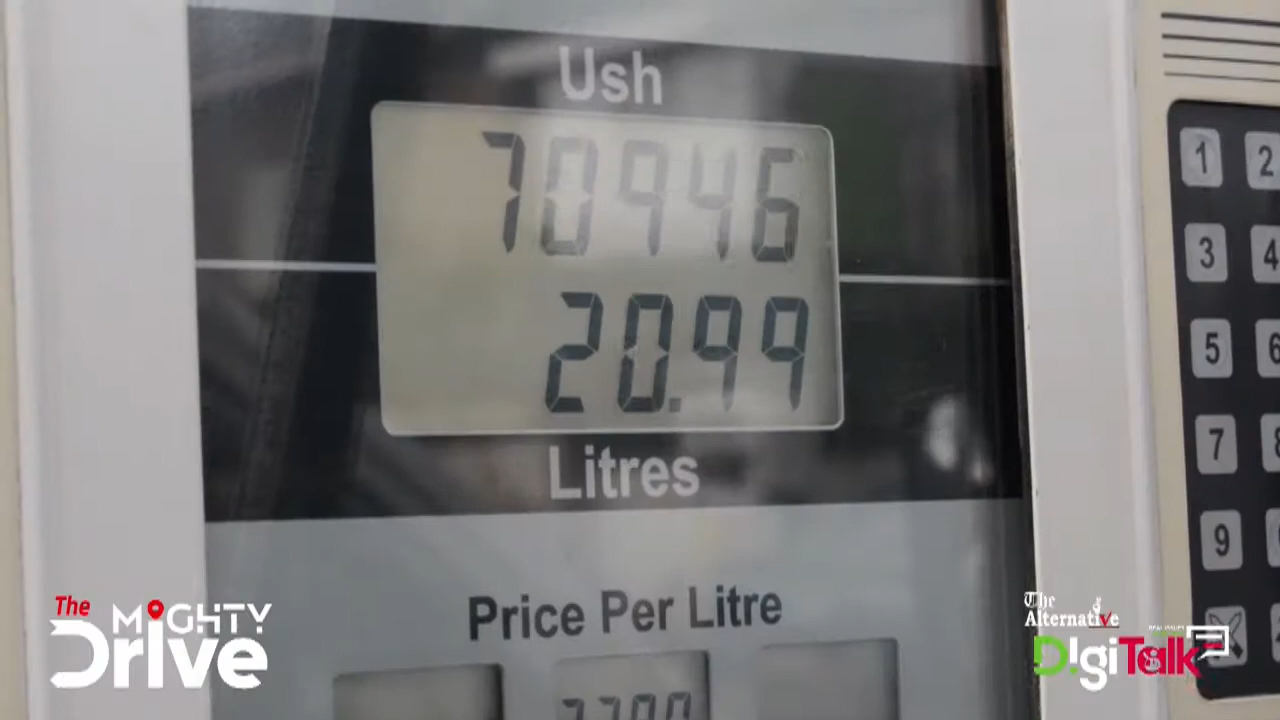 Ush
70946
20.99
Litres
Price Per Litre
1 2
3 4
5 6
7 8
9
The
MIGHTY
Drive
The
Alternative
D!giTalk